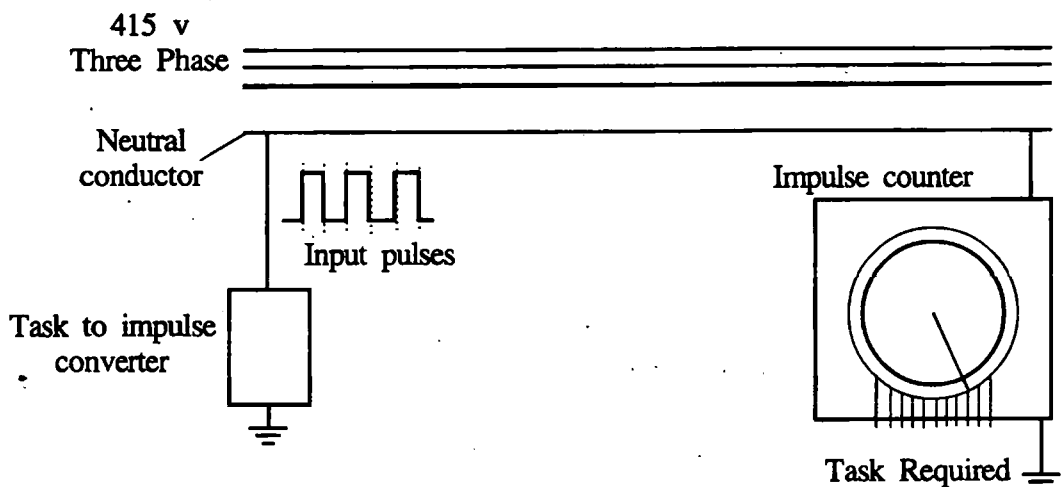 415 v
Three Phase
Neutral
conductor
Impulse counter
Input pulses
Task to impulse
converter
Task Required